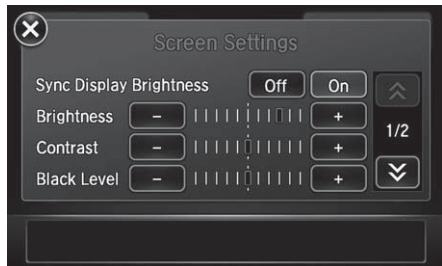 Screen Settings
Sync Display Brightness Off On
Brightness - +
1/2
Contrast - +
Black Level - +